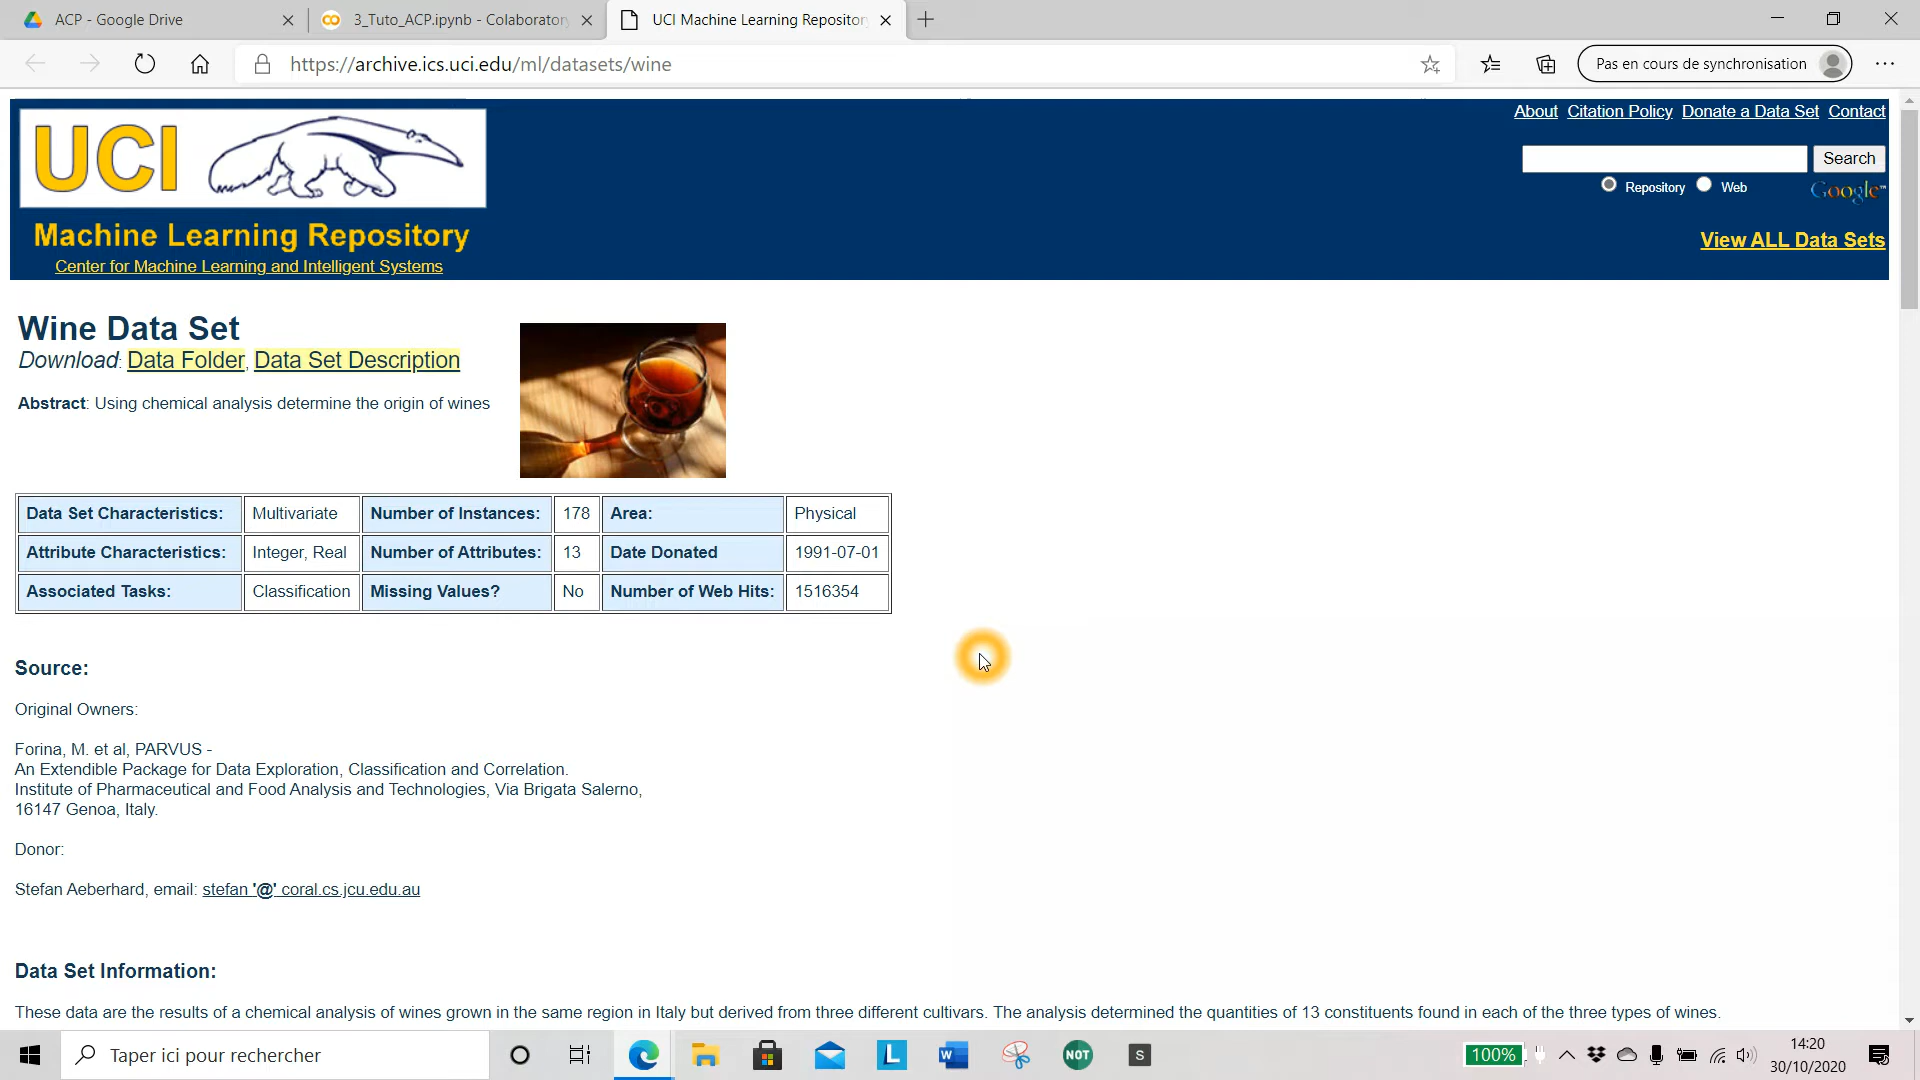 ACP - Google Drive
3_Tuto_ACP.ipynb - Colaboratory
UCI Machine Learning Repository
https://archive.ics.uci.edu/ml/datasets/wine
Pas en cours de synchronisation
UCI
Machine Learning Repository
Center for Machine Learning and Intelligent Systems
About Citation Policy Donate a Data Set Contact
Search
Repository Web
Google™
View ALL Data Sets
Wine Data Set
Download: Data Folder, Data Set Description
Abstract: Using chemical analysis determine the origin of wines
Data Set Characteristics: Multivariate Number of Instances: 178 Area: Physical
Attribute Characteristics: Integer, Real Number of Attributes: 13 Date Donated 1991-07-01
Associated Tasks: Classification Missing Values? No Number of Web Hits: 1516354
Source:
Original Owners:
Forina, M. et al, PARVUS -
An Extendible Package for Data Exploration, Classification and Correlation.
Institute of Pharmaceutical and Food Analysis and Technologies, Via Brigata Salerno,
16147 Genoa, Italy.
Donor:
Stefan Aeberhard, email: stefan '@' coral.cs.jcu.edu.au
Data Set Information:
These data are the results of a chemical analysis of wines grown in the same region in Italy but derived from three different cultivars. The analysis determined the quantities of 13 constituents found in each of the three types of wines.
Taper ici pour rechercher
L
W
NOT
S
100%
14:20
30/10/2020